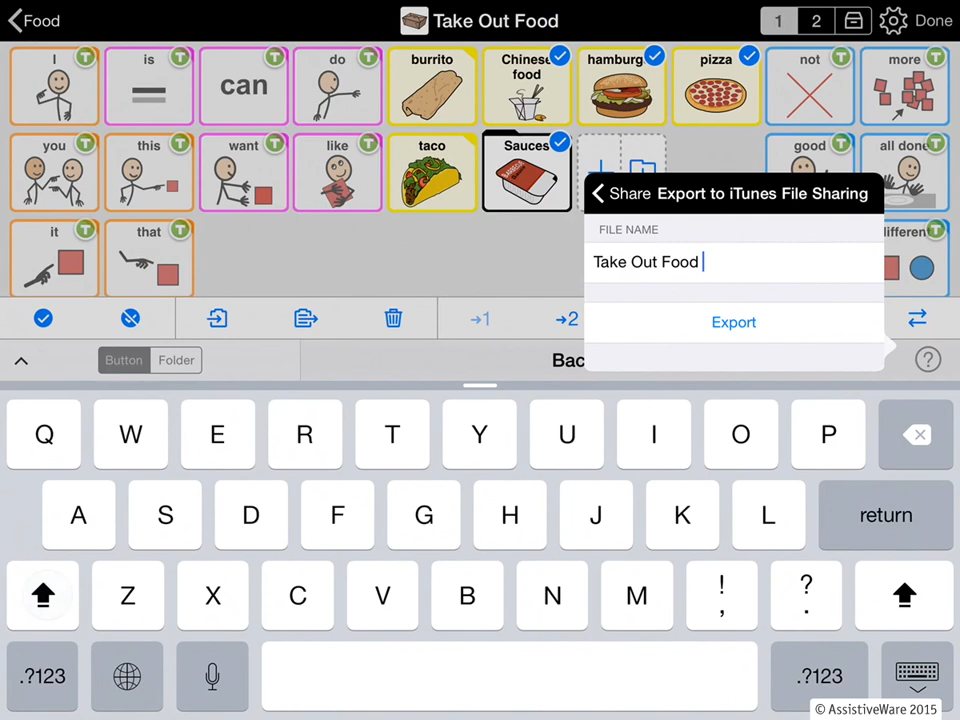 Food
Take Out Food
1
2
Done
I
is
can
do
burrito
Chinese
food
hamburg
pizza
not
more
T
T
T
T
T
T
you
this
want
like
taco
Sauces
good
all done
T
T
T
T
T
T
it
that
different
T
T
T
Share
Export to iTunes File Sharing
FILE NAME
Take Out Food
Export
→1
→2
Button
Folder
Bac
?
Q W E R T Y U I O P
A S D F G H J K L
return
Z X C V B N M
! ,
? .
.?123
.?123
© AssistiveWare 2015